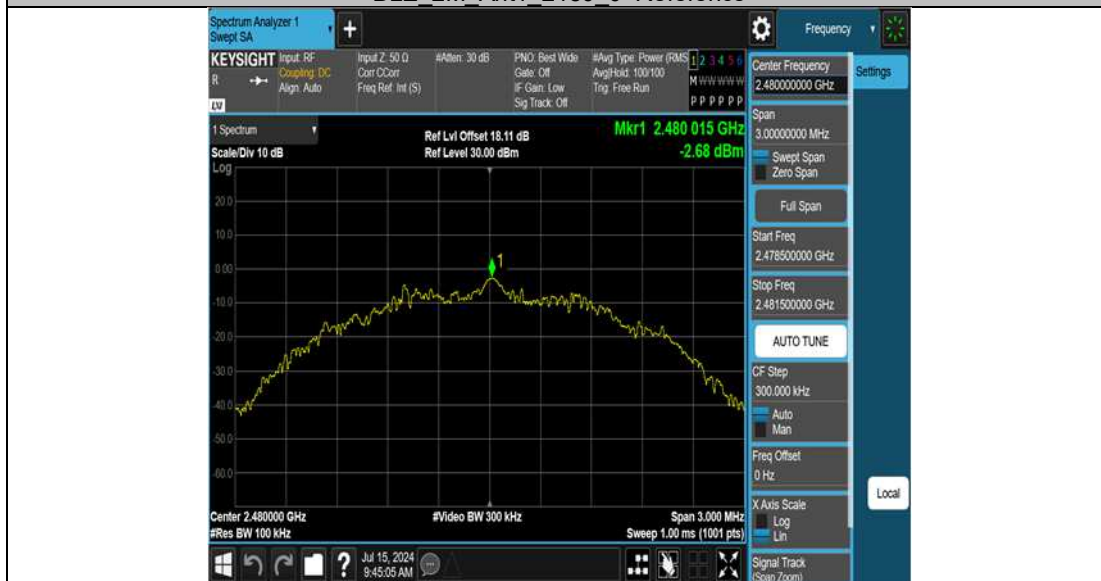 Spectrum Analyzer 1
Swept SA
+
Frequency
KEYSIGHT
R
LXI
Input: RF
Coupling: DC
Align: Auto
Input Z: 50 Ω
Corr CCorr
Freq Ref: Int (S)
#Atten: 30 dB
PNO: Best Wide
Gate: Off
IF Gain: Low
Sig Track: Off
#Avg Type: Power (RMS
Avg|Hold: 100/100
Trig: Free Run
1 2 3 4 5 6
M W W W W W
P P P P P P
Settings
Center Frequency
2.480000000 GHz
1 Spectrum
Scale/Div 10 dB
Log
Ref Lvl Offset 18.11 dB
Ref Level 30.00 dBm
Mkr1 2.480 015 GHz
-2.68 dBm
20.0
10.0
0.00
-10.0
-20.0
-30.0
-40.0
-50.0
-60.0
1
Center 2.480000 GHz
#Res BW 100 kHz
#Video BW 300 kHz
Span 3.000 MHz
Sweep 1.00 ms (1001 pts)
Span
3.00000000 MHz
Swept Span
Zero Span
Full Span
Start Freq
2.478500000 GHz
Stop Freq
2.481500000 GHz
AUTO TUNE
CF Step
300.000 kHz
Auto
Man
Freq Offset
0 Hz
X Axis Scale
Log
Lin
Signal Track
(Span Zoom)
Local
?
Jul 15, 2024
9:45:05 AM